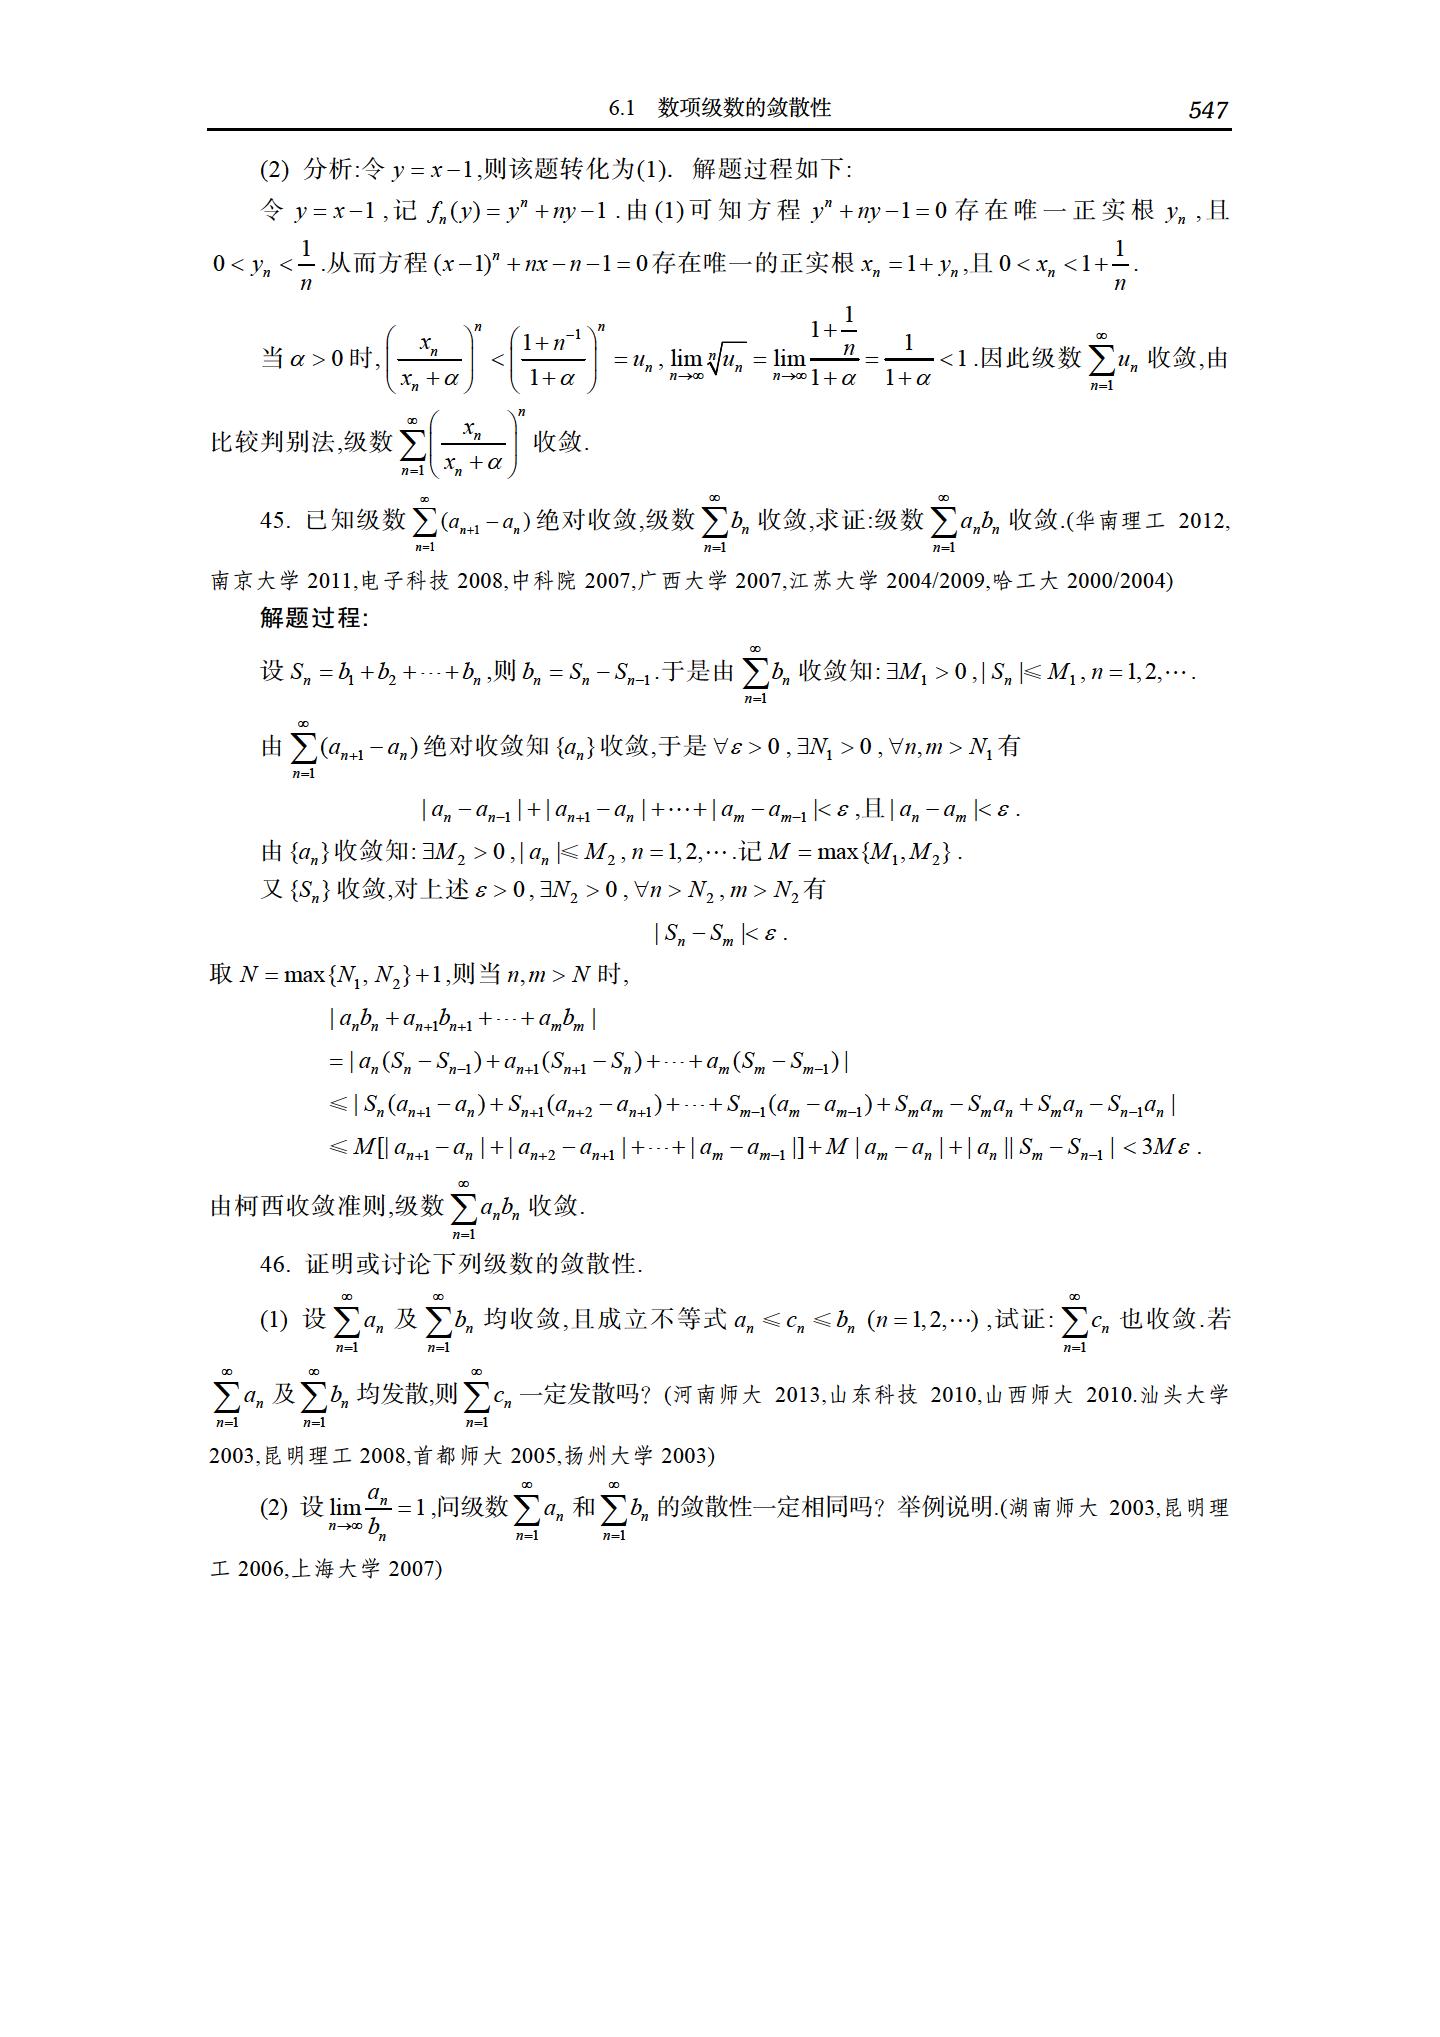 6.1 数项级数的敛散性 547
(2) 分析:令 $y=x-1$,则该题转化为(1). 解题过程如下:
令 $y=x-1$,记 $f_n(y)=y^n+ny-1$.由(1)可知方程 $y^n+ny-1=0$ 存在唯一正实根 $y_n$,且
$0<y_n<\frac{1}{n}$.从而方程 $(x-1)^n+nx-n-1=0$ 存在唯一的正实根 $x_n=1+y_n$,且 $0<x_n<1+\frac{1}{n}$.
当 $\alpha>0$ 时, $\left(\frac{x_n}{x_n+\alpha}\right)^n<\left(\frac{1+n^{-1}}{1+\alpha}\right)^n=u_n$, $\lim_{n\to\infty}\sqrt[n]{u_n}=\lim_{n\to\infty}\frac{1+\frac{1}{n}}{1+\alpha}=\frac{1}{1+\alpha}<1$.因此级数 $\sum_{n=1}^{\infty}u_n$ 收敛,由
比较判别法,级数 $\sum_{n=1}^{\infty}\left(\frac{x_n}{x_n+\alpha}\right)^n$ 收敛.
45. 已知级数 $\sum_{n=1}^{\infty}(a_{n+1}-a_n)$ 绝对收敛,级数 $\sum_{n=1}^{\infty}b_n$ 收敛,求证:级数 $\sum_{n=1}^{\infty}a_nb_n$ 收敛.(华南理工 2012,
南京大学 2011,电子科技 2008,中科院 2007,广西大学 2007,江苏大学 2004/2009,哈工大 2000/2004)
解题过程:
设 $S_n=b_1+b_2+\cdots+b_n$,则 $b_n=S_n-S_{n-1}$.于是由 $\sum_{n=1}^{\infty}b_n$ 收敛知: $\exists M_1>0$, $|S_n|\leqslant M_1$, $n=1,2,\cdots$.
由 $\sum_{n=1}^{\infty}(a_{n+1}-a_n)$ 绝对收敛知 $\{a_n\}$ 收敛,于是 $\forall\varepsilon>0$, $\exists N_1>0$, $\forall n,m>N_1$ 有
$|a_n-a_{n-1}|+|a_{n+1}-a_n|+\cdots+|a_m-a_{m-1}|<\varepsilon$,且 $|a_n-a_m|<\varepsilon$.
由 $\{a_n\}$ 收敛知: $\exists M_2>0$, $|a_n|\leqslant M_2$, $n=1,2,\cdots$.记 $M=\max\{M_1,M_2\}$.
又 $\{S_n\}$ 收敛,对上述 $\varepsilon>0$, $\exists N_2>0$, $\forall n>N_2$, $m>N_2$ 有
$|S_n-S_m|<\varepsilon$.
取 $N=\max\{N_1,N_2\}+1$,则当 $n,m>N$ 时,
$|a_nb_n+a_{n+1}b_{n+1}+\cdots+a_mb_m|$
$=|a_n(S_n-S_{n-1})+a_{n+1}(S_{n+1}-S_n)+\cdots+a_m(S_m-S_{m-1})|$
$\leqslant|S_n(a_{n+1}-a_n)+S_{n+1}(a_{n+2}-a_{n+1})+\cdots+S_{m-1}(a_m-a_{m-1})+S_ma_m-S_ma_n+S_ma_n-S_{n-1}a_n|$
$\leqslant M[|a_{n+1}-a_n|+|a_{n+2}-a_{n+1}|+\cdots+|a_m-a_{m-1}|]+M|a_m-a_n|+|a_n||S_m-S_{n-1}|<3M\varepsilon$.
由柯西收敛准则,级数 $\sum_{n=1}^{\infty}a_nb_n$ 收敛.
46. 证明或讨论下列级数的敛散性.
(1) 设 $\sum_{n=1}^{\infty}a_n$ 及 $\sum_{n=1}^{\infty}b_n$ 均收敛,且成立不等式 $a_n\leqslant c_n\leqslant b_n$ $(n=1,2,\cdots)$,试证: $\sum_{n=1}^{\infty}c_n$ 也收敛.若
$\sum_{n=1}^{\infty}a_n$ 及 $\sum_{n=1}^{\infty}b_n$ 均发散,则 $\sum_{n=1}^{\infty}c_n$ 一定发散吗? (河南师大 2013,山东科技 2010,山西师大 2010.汕头大学
2003,昆明理工 2008,首都师大 2005,扬州大学 2003)
(2) 设 $\lim_{n\to\infty}\frac{a_n}{b_n}=1$,问级数 $\sum_{n=1}^{\infty}a_n$ 和 $\sum_{n=1}^{\infty}b_n$ 的敛散性一定相同吗? 举例说明.(湖南师大 2003,昆明理
工 2006,上海大学 2007)